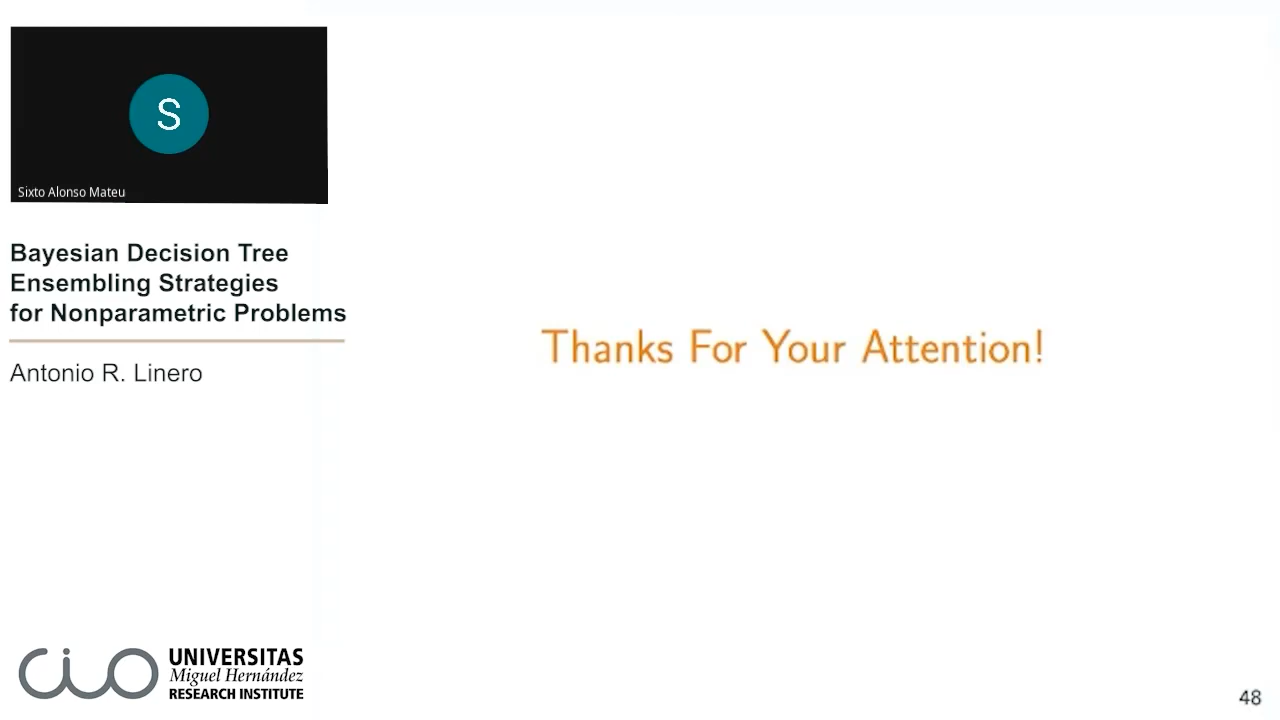 S
Sixto Alonso Mateu
Bayesian Decision Tree
Ensembling Strategies
for Nonparametric Problems
Antonio R. Linero
Thanks For Your Attention!
CIO
UNIVERSITAS
Miguel Hernández
RESEARCH INSTITUTE
48